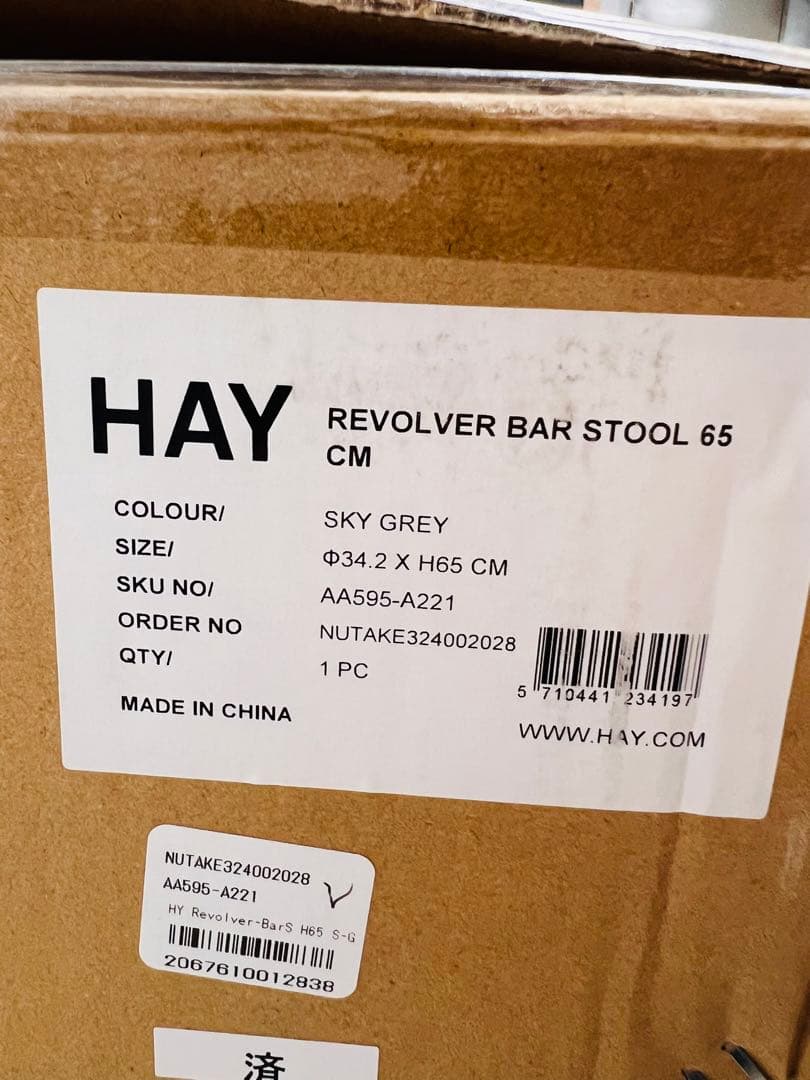 HAY
REVOLVER BAR STOOL 65
CM
COLOUR/ SKY GREY
SIZE/ Φ34.2 X H65 CM
SKU NO/ AA595-A221
ORDER NO NUTAKE324002028
QTY/ 1 PC
5 710441 234197
MADE IN CHINA
WWW.HAY.COM
NUTAKE324002028
AA595-A221
HY Revolver-BarS H65 S-G
2067610012838
済